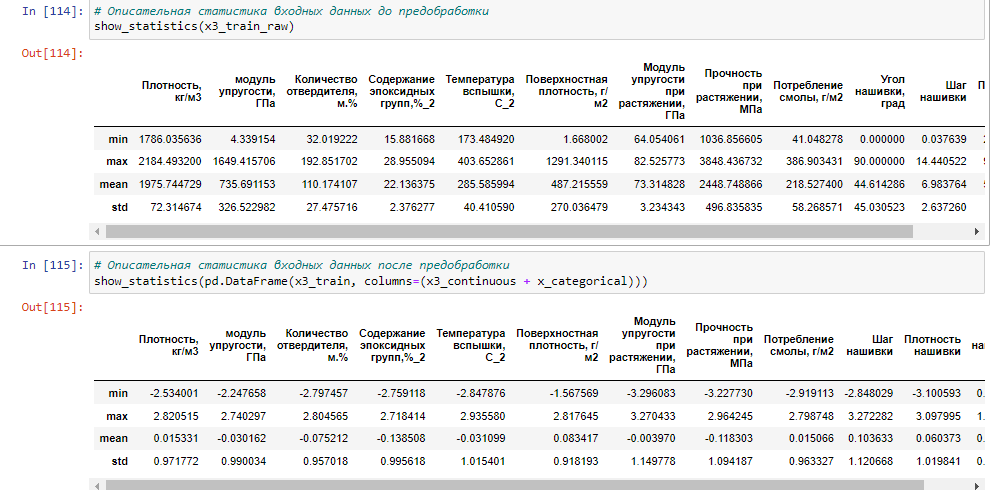 In [114]: # Описательная статистика входных данных до предобработки
show_statistics(x3_train_raw)
Out[114]:
Плотность, кг/м3 модуль упругости, ГПа Количество отвердителя, м.% Содержание эпоксидных групп,%_2 Температура вспышки, С_2 Поверхностная плотность, г/м2 Модуль упругости при растяжении, ГПа Прочность при растяжении, МПа Потребление смолы, г/м2 Угол нашивки, град Шаг нашивки
min 1786.035636 4.339154 32.019222 15.881668 173.484920 1.668002 64.054061 1036.856605 41.048278 0.000000 0.037639
max 2184.493200 1649.415706 192.851702 28.955094 403.652861 1291.340115 82.525773 3848.436732 386.903431 90.000000 14.440522
mean 1975.744729 735.691153 110.174107 22.136375 285.585994 487.215559 73.314828 2448.748866 218.527400 44.614286 6.983764
std 72.314674 326.522982 27.475716 2.376277 40.410590 270.036479 3.234343 496.835835 58.268571 45.030523 2.637260
In [115]: # Описательная статистика входных данных после предобработки
show_statistics(pd.DataFrame(x3_train, columns=(x3_continuous + x_categorical)))
Out[115]:
Плотность, кг/м3 модуль упругости, ГПа Количество отвердителя, м.% Содержание эпоксидных групп,%_2 Температура вспышки, С_2 Поверхностная плотность, г/м2 Модуль упругости при растяжении, ГПа Прочность при растяжении, МПа Потребление смолы, г/м2 Шаг нашивки Плотность нашивки
min -2.534001 -2.247658 -2.797457 -2.759118 -2.847876 -1.567569 -3.296083 -3.227730 -2.919113 -2.848029 -3.100593
max 2.820515 2.740297 2.804565 2.718414 2.935580 2.817645 3.270433 2.964245 2.798748 3.272282 3.097995
mean 0.015331 -0.030162 -0.075212 -0.138508 -0.031099 0.083417 -0.003970 -0.118303 0.015066 0.103633 0.060373
std 0.971772 0.990034 0.957018 0.995618 1.015401 0.918193 1.149778 1.094187 0.963327 1.120668 1.019841